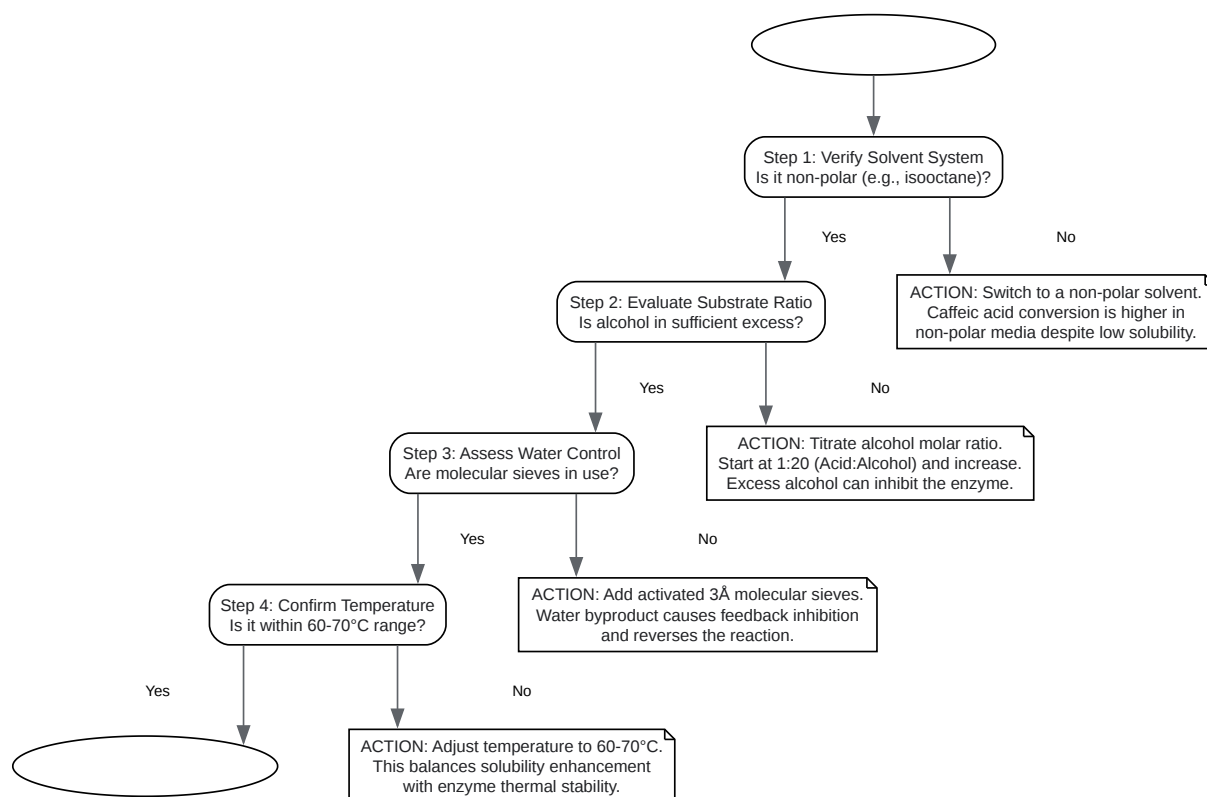 Step 1: Verify Solvent System
Is it non-polar (e.g., isooctane)?
Yes
No
ACTION: Switch to a non-polar solvent.
Caffeic acid conversion is higher in
non-polar media despite low solubility.
Step 2: Evaluate Substrate Ratio
Is alcohol in sufficient excess?
Yes
No
ACTION: Titrate alcohol molar ratio.
Start at 1:20 (Acid:Alcohol) and increase.
Excess alcohol can inhibit the enzyme.
Step 3: Assess Water Control
Are molecular sieves in use?
Yes
No
ACTION: Add activated 3Å molecular sieves.
Water byproduct causes feedback inhibition
and reverses the reaction.
Step 4: Confirm Temperature
Is it within 60-70°C range?
Yes
No
ACTION: Adjust temperature to 60-70°C.
This balances solubility enhancement
with enzyme thermal stability.